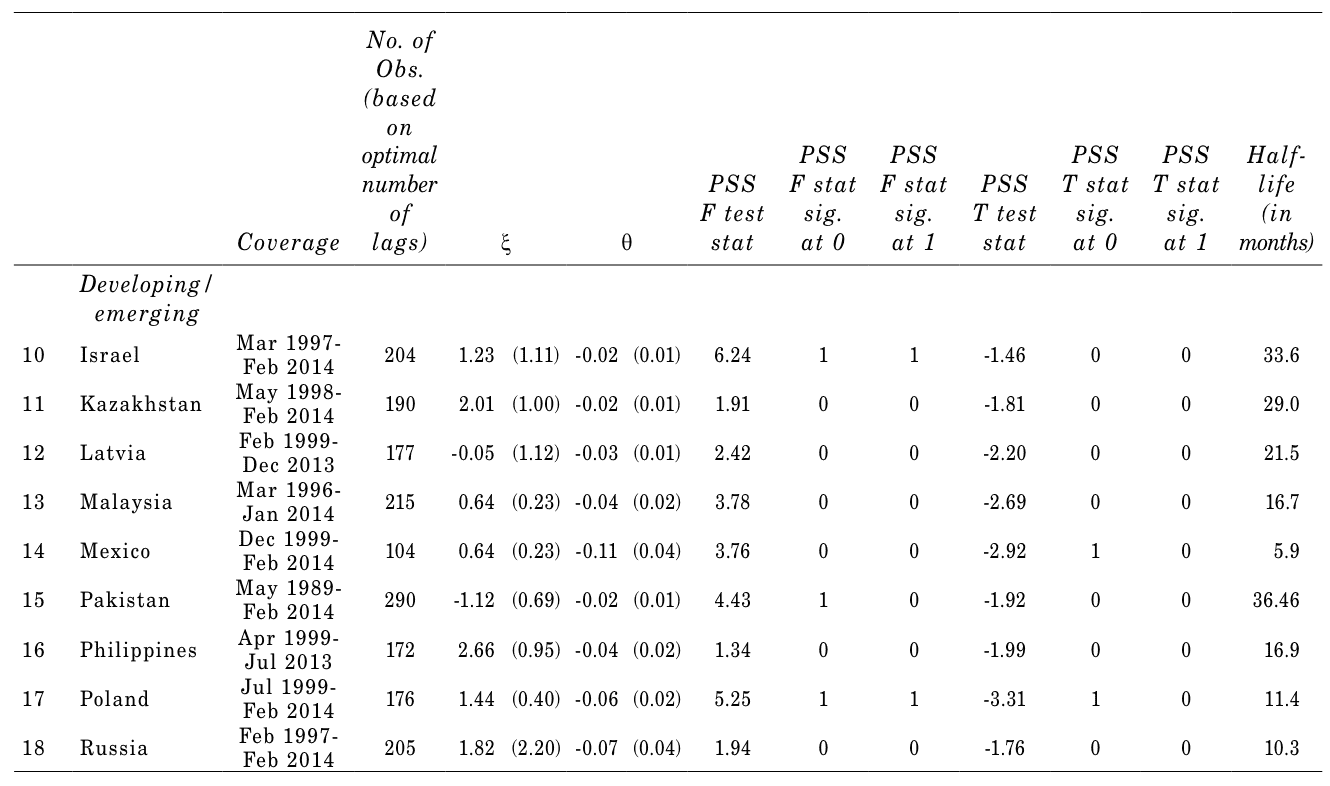 No. of
Obs.
(based
on
optimal
number
of
lags)
Coverage
ξ
θ
PSS
F test
stat
PSS
F stat
sig.
at 0
PSS
F stat
sig.
at 1
PSS
T test
stat
PSS
T stat
sig.
at 0
PSS
T stat
sig.
at 1
Half-
life
(in
months)
Developing/
emerging
10 Israel Mar 1997-
Feb 2014 204 1.23 (1.11) -0.02 (0.01) 6.24 1 1 -1.46 0 0 33.6
11 Kazakhstan May 1998-
Feb 2014 190 2.01 (1.00) -0.02 (0.01) 1.91 0 0 -1.81 0 0 29.0
12 Latvia Feb 1999-
Dec 2013 177 -0.05 (1.12) -0.03 (0.01) 2.42 0 0 -2.20 0 0 21.5
13 Malaysia Mar 1996-
Jan 2014 215 0.64 (0.23) -0.04 (0.02) 3.78 0 0 -2.69 0 0 16.7
14 Mexico Dec 1999-
Feb 2014 104 0.64 (0.23) -0.11 (0.04) 3.76 0 0 -2.92 1 0 5.9
15 Pakistan May 1989-
Feb 2014 290 -1.12 (0.69) -0.02 (0.01) 4.43 1 0 -1.92 0 0 36.46
16 Philippines Apr 1999-
Jul 2013 172 2.66 (0.95) -0.04 (0.02) 1.34 0 0 -1.99 0 0 16.9
17 Poland Jul 1999-
Feb 2014 176 1.44 (0.40) -0.06 (0.02) 5.25 1 1 -3.31 1 0 11.4
18 Russia Feb 1997-
Feb 2014 205 1.82 (2.20) -0.07 (0.04) 1.94 0 0 -1.76 0 0 10.3